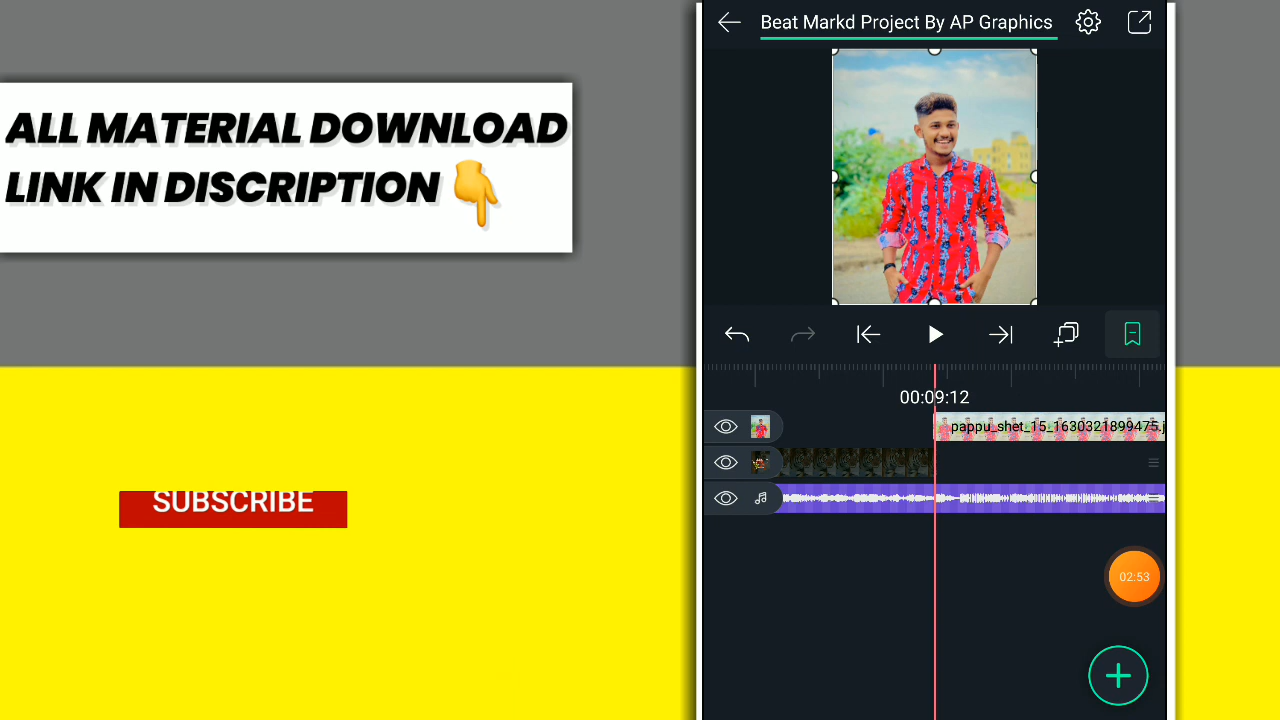 Beat Markd Project By AP Graphics
ALL MATERIAL DOWNLOAD
LINK IN DISCRIPTION 👇
00:09:12
pappu_shet_15_1630321899475.j
SUBSCRIBE
02:53